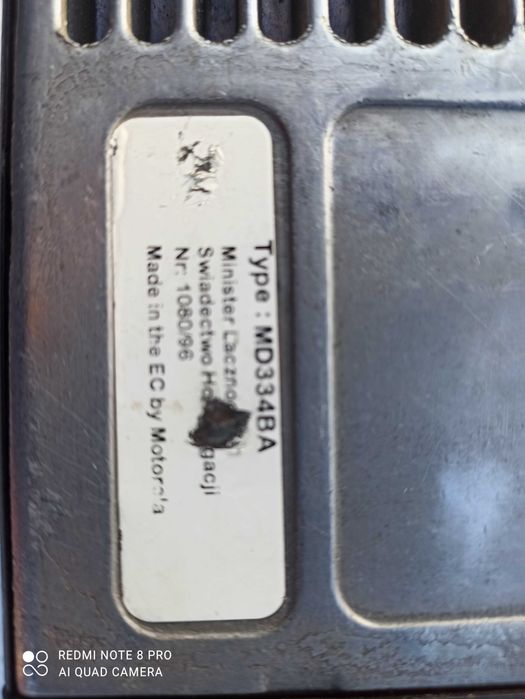 Type : MD334BA
Minister
Swiadectwo
Nr: 1080/96
Made in the EC by Motorola
REDMI NOTE 8 PRO
AI QUAD CAMERA